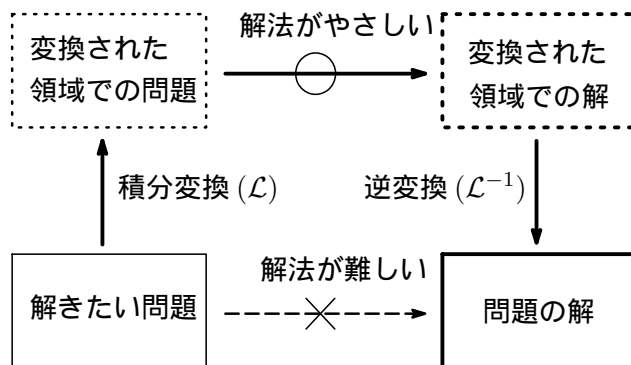 解法がやさしい
変換された
領域での問題
変換された
領域での解
積分変換 (ℒ)
逆変換 (ℒ⁻¹)
解法が難しい
解きたい問題
問題の解